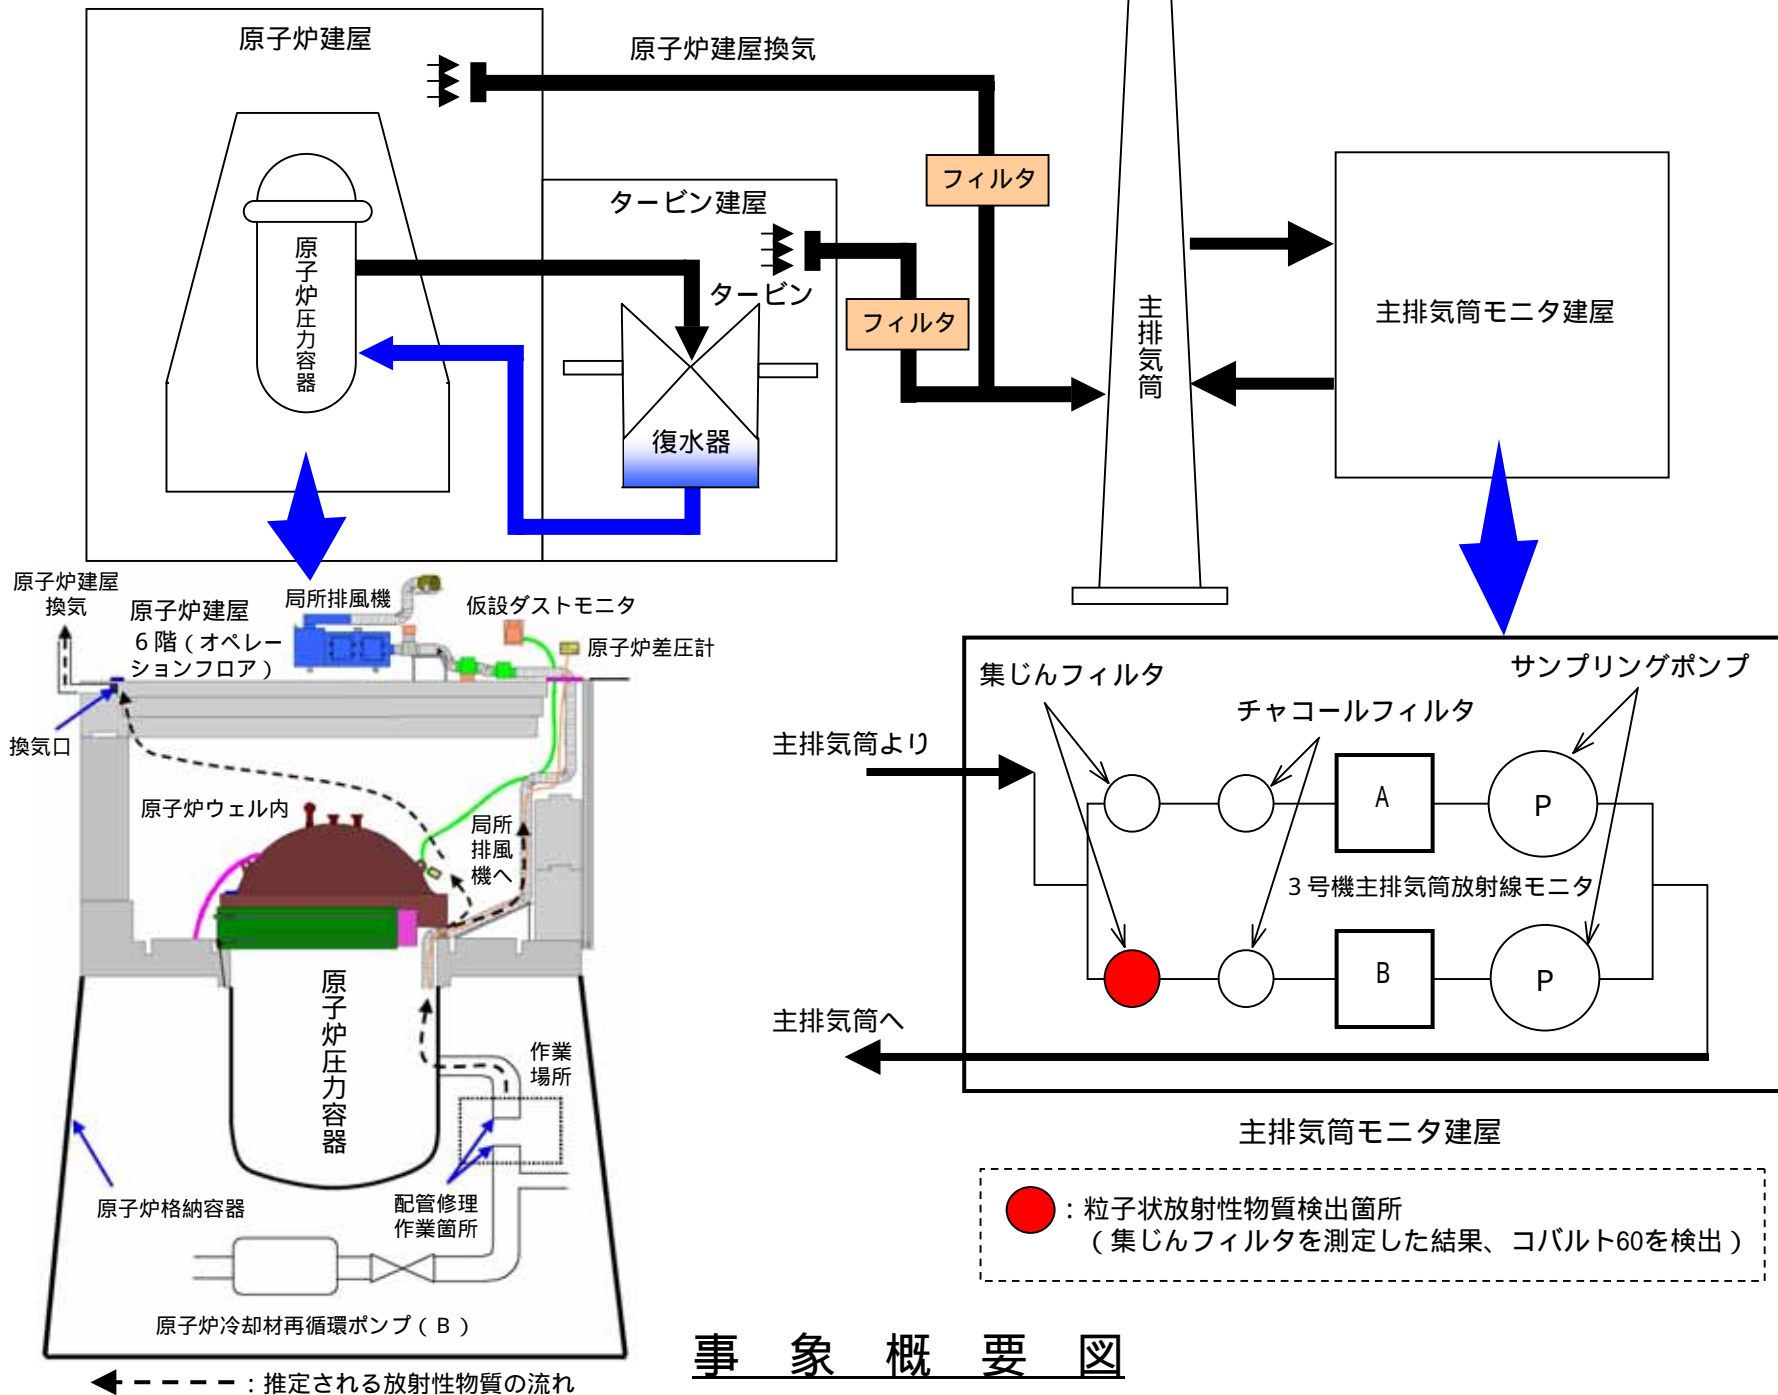 原子炉建屋
原子炉建屋換気
フィルタ
タービン建屋
原子炉圧力容器
タービン
フィルタ
復水器
主排気筒
主排気筒モニタ建屋
原子炉建屋
換気
原子炉建屋
6階(オペレー
ションフロア)
局所排風機
仮設ダストモニタ
原子炉差圧計
換気口
原子炉ウェル内
局所
排風
機へ
原子炉圧力容器
作業
場所
原子炉格納容器
配管修理
作業箇所
原子炉冷却材再循環ポンプ(B)
:推定される放射性物質の流れ
集じんフィルタ
サンプリングポンプ
チャコールフィルタ
主排気筒より
A
P
3号機主排気筒放射線モニタ
B
P
主排気筒へ
主排気筒モニタ建屋
:粒子状放射性物質検出箇所
(集じんフィルタを測定した結果、コバルト60を検出)
事 象 概 要 図